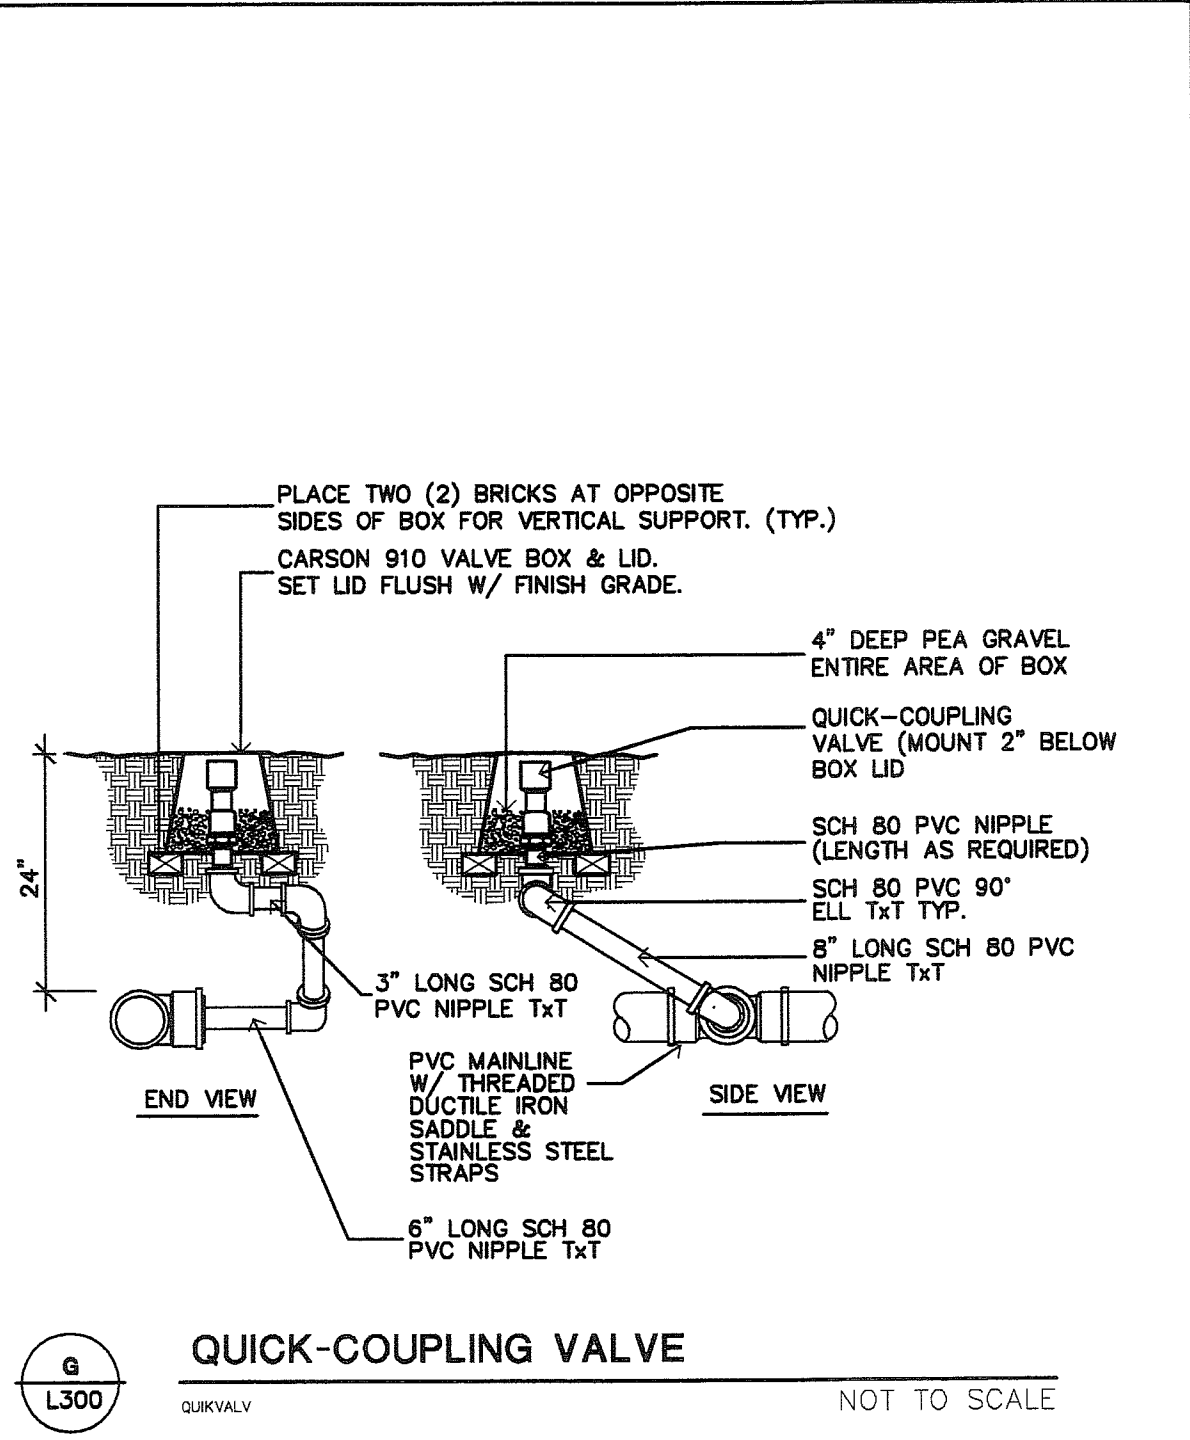 PLACE TWO (2) BRICKS AT OPPOSITE
SIDES OF BOX FOR VERTICAL SUPPORT. (TYP.)
CARSON 910 VALVE BOX & LID.
SET LID FLUSH W/ FINISH GRADE.
4" DEEP PEA GRAVEL
ENTIRE AREA OF BOX
QUICK-COUPLING
VALVE (MOUNT 2" BELOW
BOX LID
SCH 80 PVC NIPPLE
(LENGTH AS REQUIRED)
SCH 80 PVC 90°
ELL TxT TYP.
8" LONG SCH 80 PVC
NIPPLE TxT
24"
3" LONG SCH 80
PVC NIPPLE TxT
PVC MAINLINE
W/ THREADED
DUCTILE IRON
SADDLE &
STAINLESS STEEL
STRAPS
END VIEW
SIDE VIEW
6" LONG SCH 80
PVC NIPPLE TxT
G
L300
QUICK-COUPLING VALVE
QUIKVALV
NOT TO SCALE